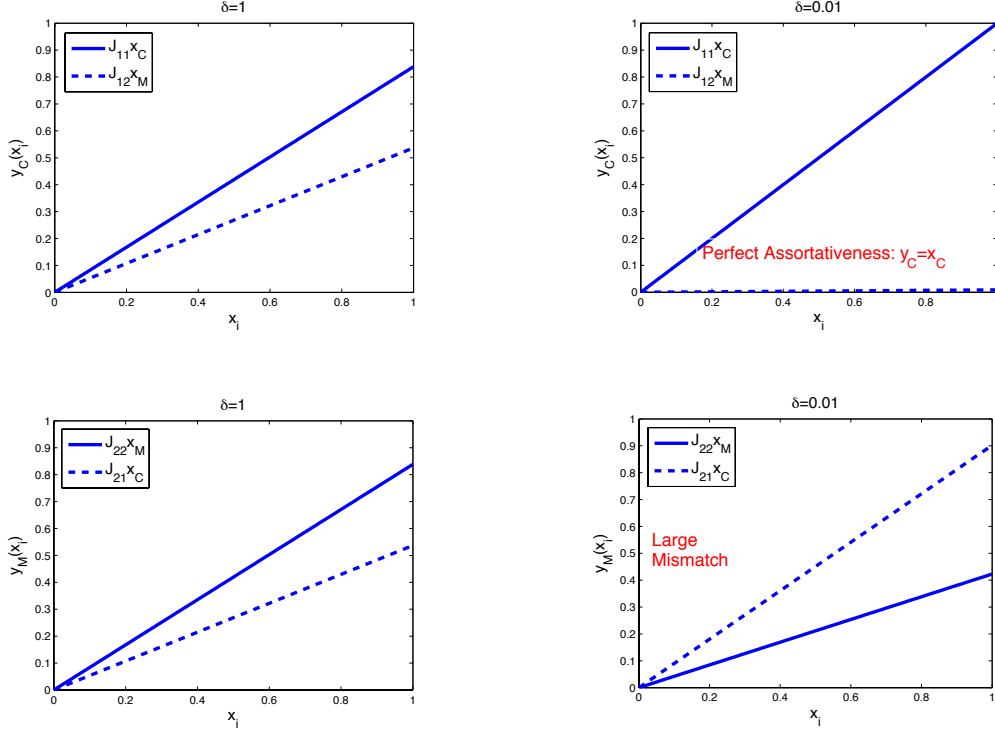 δ=1
J11xC
J12xM
yC(xi)
1
0.9
0.8
0.7
0.6
0.5
0.4
0.3
0.2
0.1
0
0 0.2 0.4 0.6 0.8 1
xi
δ=0.01
J11xC
J12xM
yC(xi)
1
0.9
0.8
0.7
0.6
0.5
0.4
0.3
0.2
0.1
0
Perfect Assortativeness: yC=xC
0 0.2 0.4 0.6 0.8
xi
δ=1
J22xM
J21xC
yM(xi)
1
0.9
0.8
0.7
0.6
0.5
0.4
0.3
0.2
0.1
0
0 0.2 0.4 0.6 0.8 1
xi
δ=0.01
J22xM
J21xC
yM(xi)
1
0.9
0.8
0.7
0.6
0.5
0.4
0.3
0.2
0.1
0
Large
Mismatch
0 0.2 0.4 0.6 0.8 1
xi